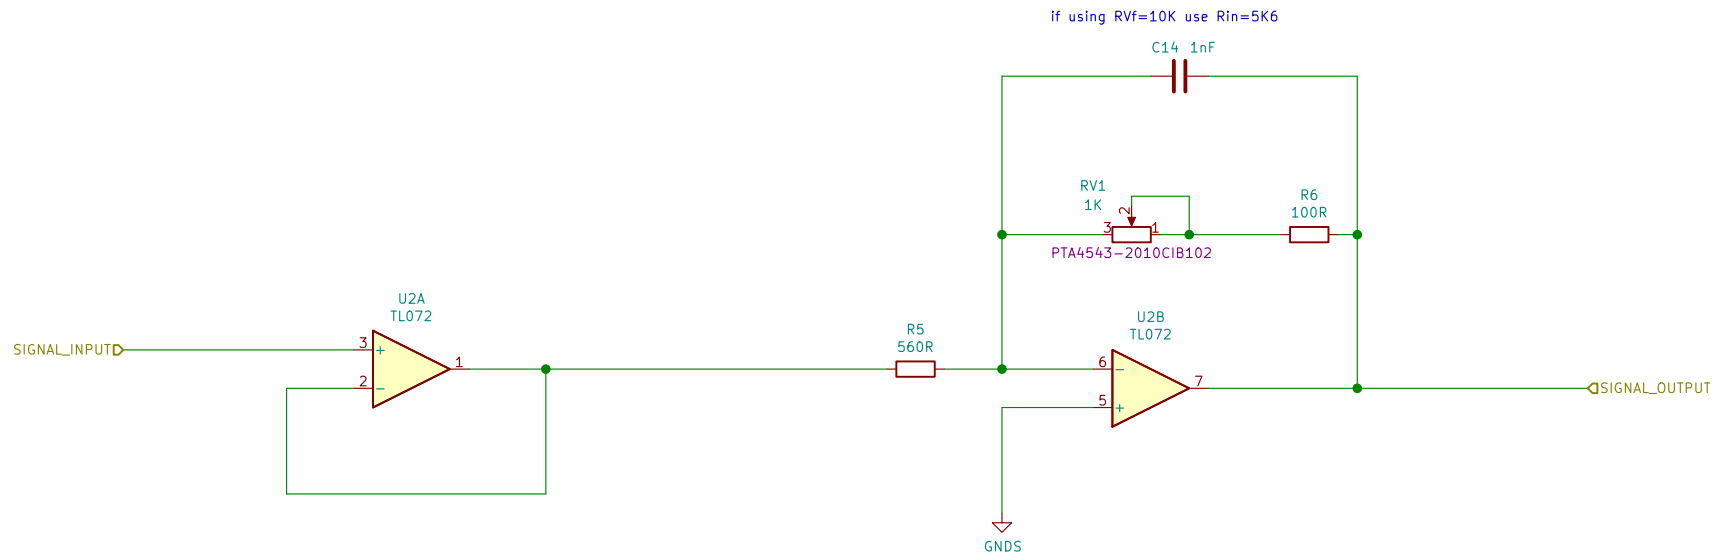 if using RVf=10K use Rin=5K6
C14 1nF
RV1
1K
2
3
1
PTA4543-2010CIB102
R6
100R
U2A
TL072
SIGNAL_INPUT
3
+
2
-
1
R5
560R
U2B
TL072
6
-
5
+
7
SIGNAL_OUTPUT
GNDS